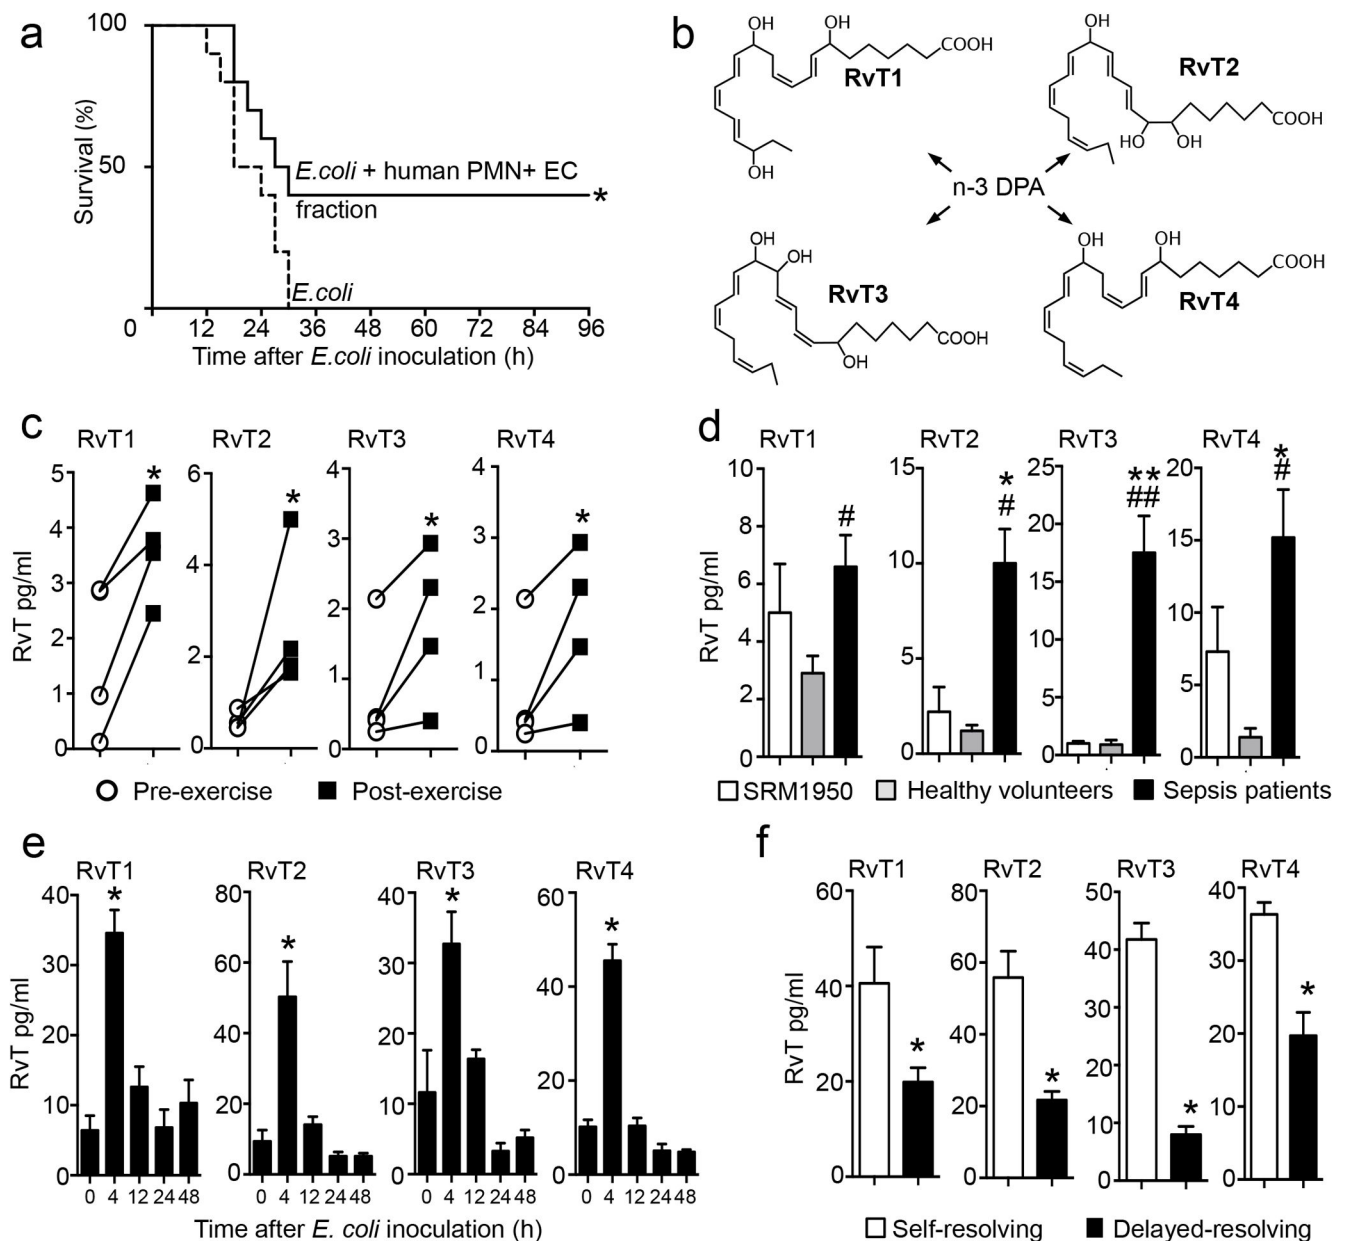 a
100
50
0
Survival (%)
E.coli + human PMN+ EC
fraction
E.coli
12 24 36 48 60 72 84 96
Time after E.coli inoculation (h)
b
OH OH COOH
RvT1
OH
OH
RvT2
COOH
HO OH
n-3 DPA
OH
OH
RvT3
COOH
OH
OH OH
COOH
RvT4
c
RvT1 RvT2 RvT3 RvT4
RvT pg/ml
5 4 3 2 1 0
6 4 2 0
4 3 2 1 0
4 3 2 1 0
* * * *
Pre-exercise Post-exercise
d
RvT1 RvT2 RvT3 RvT4
RvT pg/ml
10 8 6 4 2 0
15 10 5 0
25 20 15 10 5 0
20 15 10 5 0
#
*
#
**
##
*
#
SRM1950 Healthy volunteers Sepsis patients
e
RvT1 RvT2 RvT3 RvT4
RvT pg/ml
40 30 20 10 0
80 60 40 20 0
40 30 20 10 0
60 40 20 0
* * * *
0 4 12 24 48 0 4 12 24 48 0 4 12 24 48 0 4 12 24 48
Time after E. coli inoculation (h)
f
RvT1 RvT2 RvT3 RvT4
RvT pg/ml
60 40 20 0
80 60 40 20 0
50 40 30 20 10 0
40 30 20 10 0
* * * *
Self-resolving Delayed-resolving